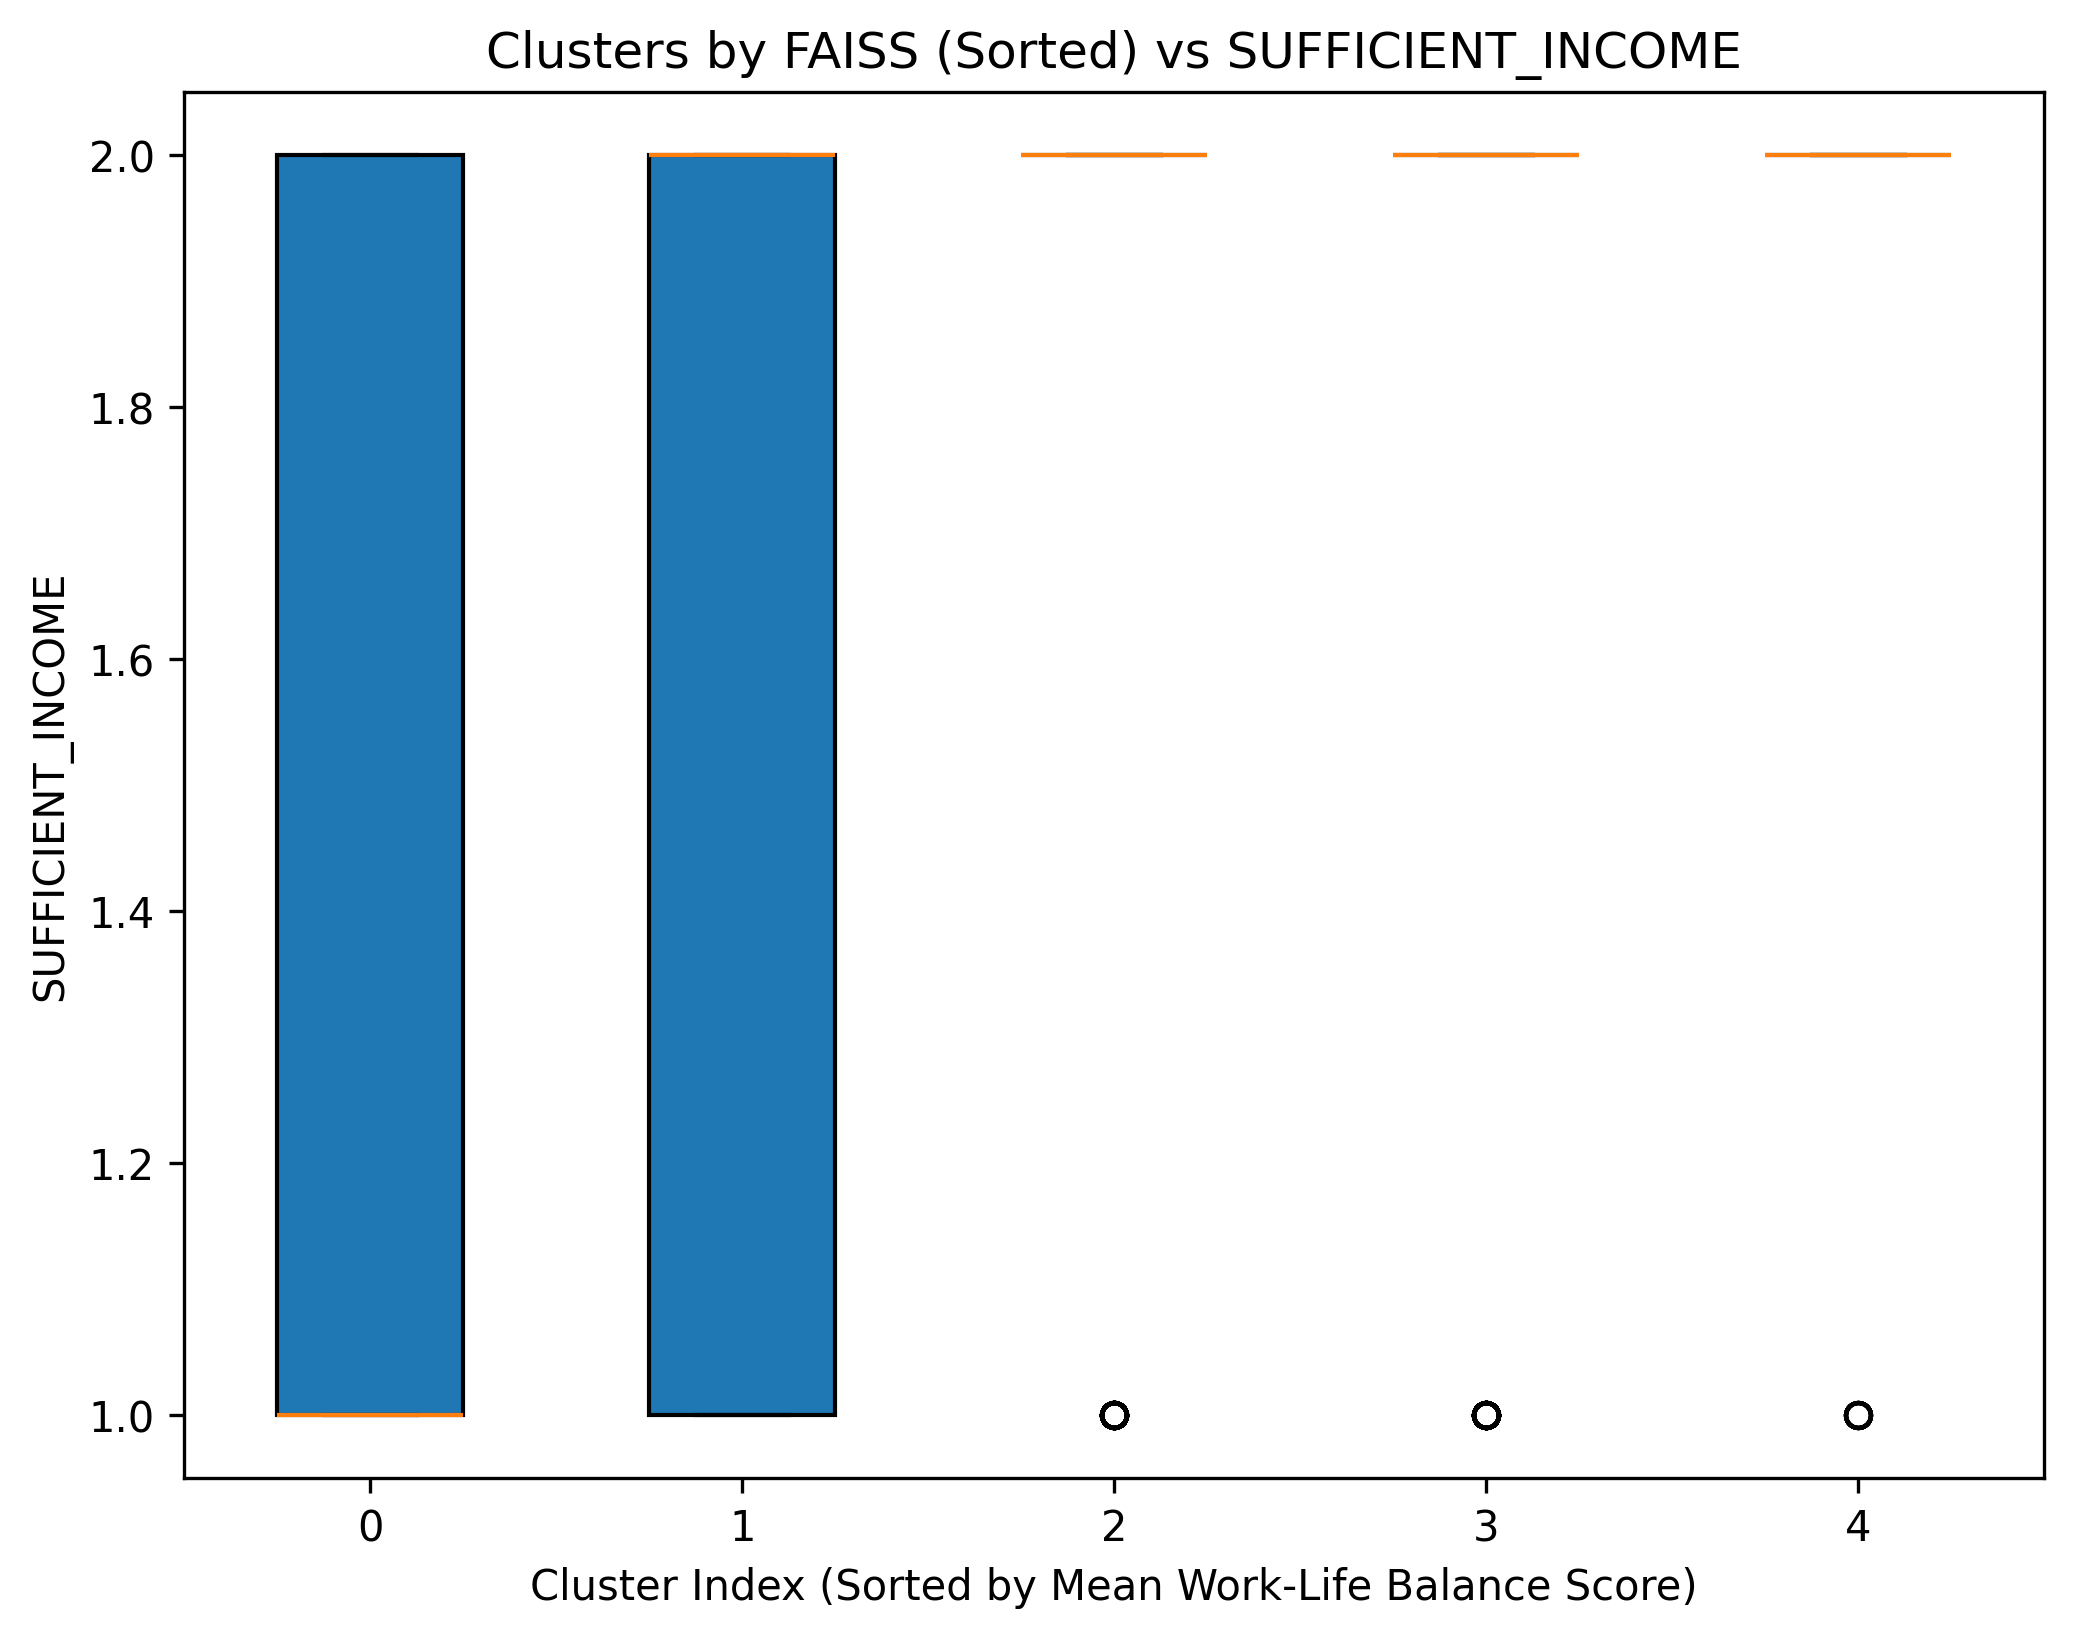 Clusters by FAISS (Sorted) vs SUFFICIENT_INCOME
SUFFICIENT_INCOME
2.0
1.8
1.6
1.4
1.2
1.0
0 1 2 3 4
Cluster Index (Sorted by Mean Work-Life Balance Score)